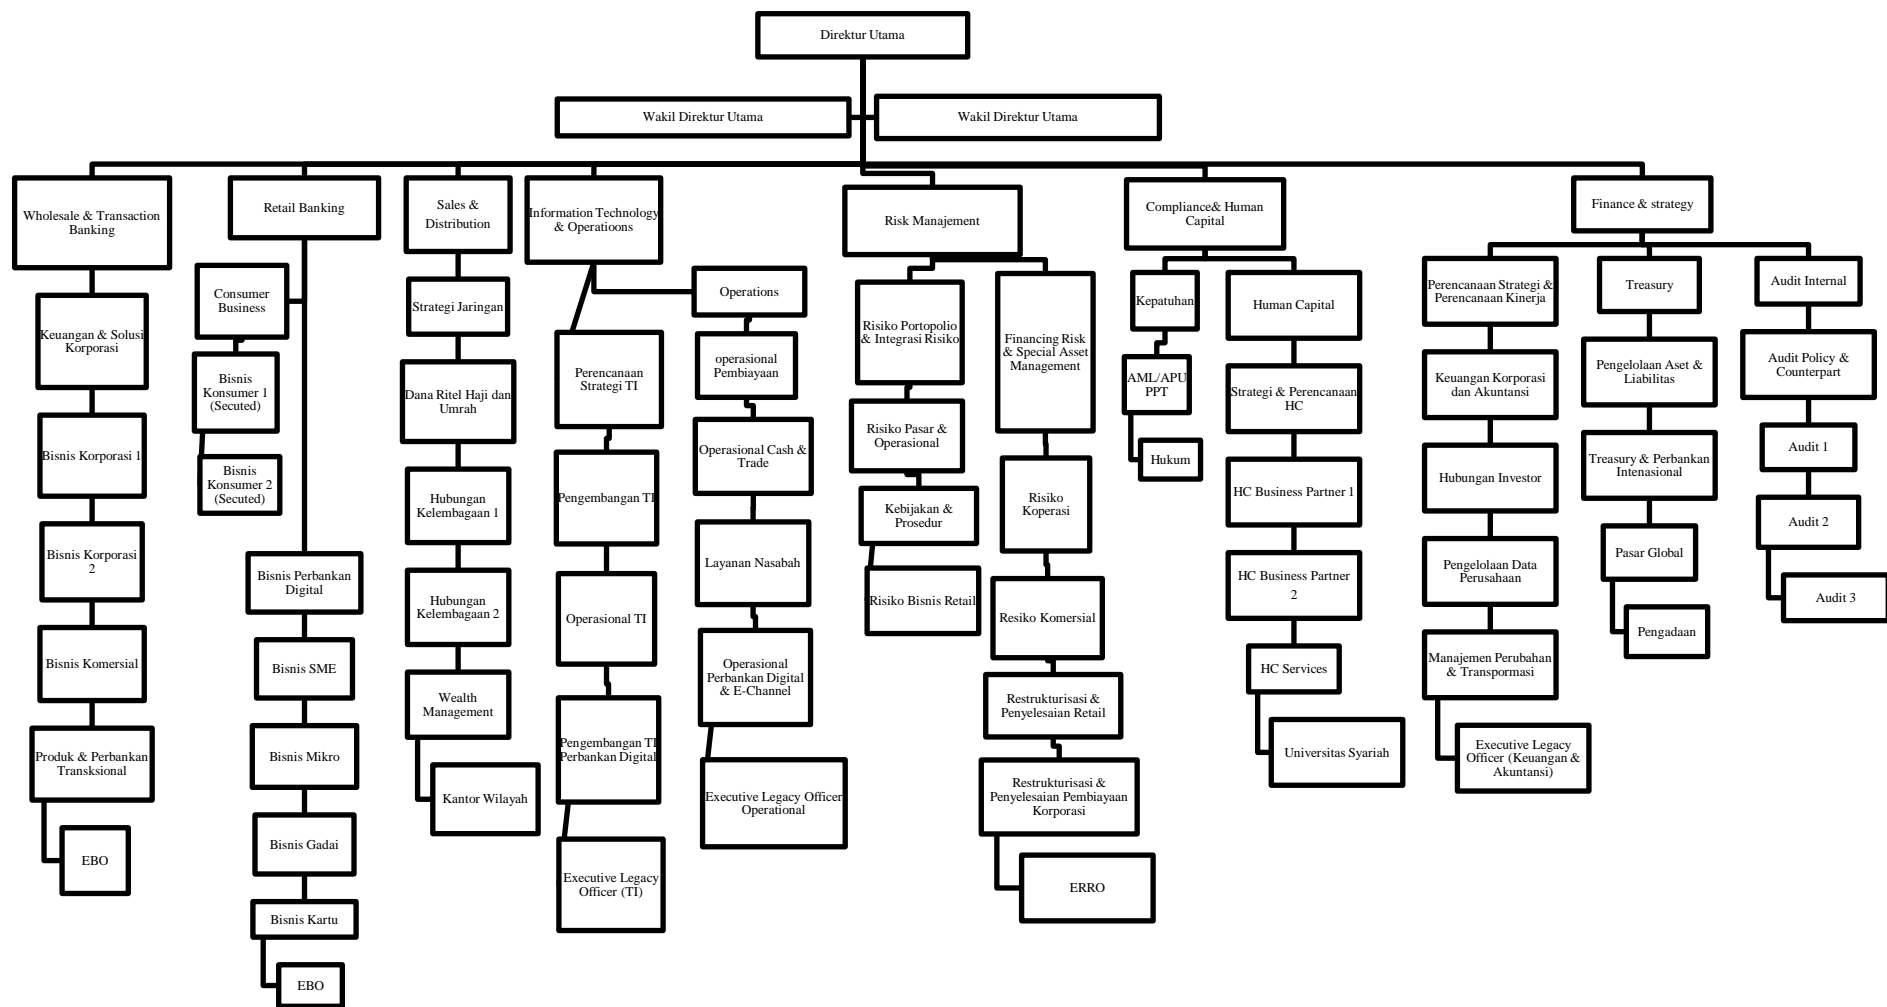 Direktur Utama
Wakil Direktur Utama
Wakil Direktur Utama
Wholesale & Transaction
Banking
Keuangan & Solusi
Korporasi
Bisnis Korporasi 1
Bisnis Korporasi
2
Bisnis Komersial
Produk & Perbankan
Transksional
EBO
Retail Banking
Consumer
Business
Bisnis
Konsumer 1
(Secuted)
Bisnis
Konsumer 2
(Secuted)
Bisnis Perbankan
Digital
Bisnis SME
Bisnis Mikro
Bisnis Gadai
Bisnis Kartu
EBO
Sales &
Distribution
Strategi Jaringan
Dana Ritel Haji dan
Umrah
Hubungan
Kelembagaan 1
Hubungan
Kelembagaan 2
Wealth
Management
Kantor Wilayah
Information Technology
& Operatioons
Perencanaan
Strategi TI
Pengembangan TI
Operasional TI
Pengembangan TI
Perbankan Digital
Executive Legacy
Officer (TI)
Operations
operasional
Pembiayaan
Operasional Cash &
Trade
Layanan Nasabah
Operasional
Perbankan Digital
& E-Channel
Executive Legacy Officer
Operational
Risk Manajement
Risiko Portopolio
& Integrasi Risiko
Risiko Pasar &
Operasional
Kebijakan &
Prosedur
Risiko Bisnis Retail
Financing Risk
& Special Asset
Management
Risiko
Koperasi
Resiko Komersial
Restrukturisasi &
Penyelesaian Retail
Restrukturisasi &
Penyelesaian Pembiayaan
Korporasi
ERRO
Compliance& Human
Capital
Kepatuhan
AML/APU
PPT
Hukum
Human Capital
Strategi & Perencanaan
HC
HC Business Partner 1
HC Business Partner
2
HC Services
Universitas Syariah
Finance & strategy
Perencanaan Strategi &
Perencanaan Kinerja
Keuangan Korporasi
dan Akuntansi
Hubungan Investor
Pengelolaan Data
Perusahaan
Manajemen Perubahan
& Transpormasi
Executive Legacy
Officer (Keuangan &
Akuntansi)
Treasury
Pengelolaan Aset &
Liabilitas
Treasury & Perbankan
Intenasional
Pasar Global
Pengadaan
Audit Internal
Audit Policy &
Counterpart
Audit 1
Audit 2
Audit 3